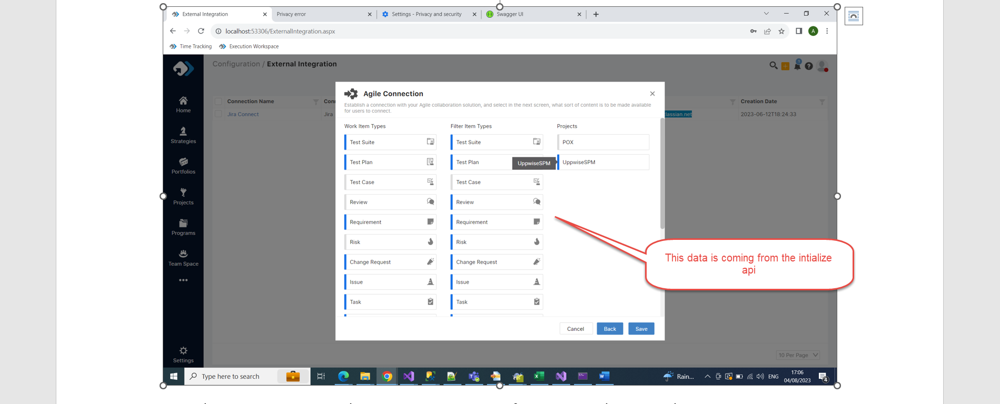 External Integration
Privacy error
Settings - Privacy and security
Swagger UI
localhost:53306/ExternalIntegration.aspx
A
Time Tracking
Execution Workspace
Configuration / External Integration
1
Home
Strategies
Portfolios
Projects
Programs
Team Space
Settings
Connection Name
Creation Date
Jira Connect
Jira
lassian.net
2023-06-12T18:24:33
Agile Connection
Establish a connection with your Agile collaboration solution, and select in the next screen, what sort of content is to be made available
for users to connect.
Work Item Types
Test Suite
Test Plan
Test Case
Review
Requirement
Risk
Change Request
Issue
Task
Filter Item Types
Test Suite
Test Plan
Test Case
Review
Requirement
Risk
Change Request
Issue
Task
Projects
POX
UppwiseSPM
UppwiseSPM
Cancel
Back
Save
This data is coming from the intialize
api
10 Per Page
Type here to search
Rain...
ENG
17:06
04/08/2023
4